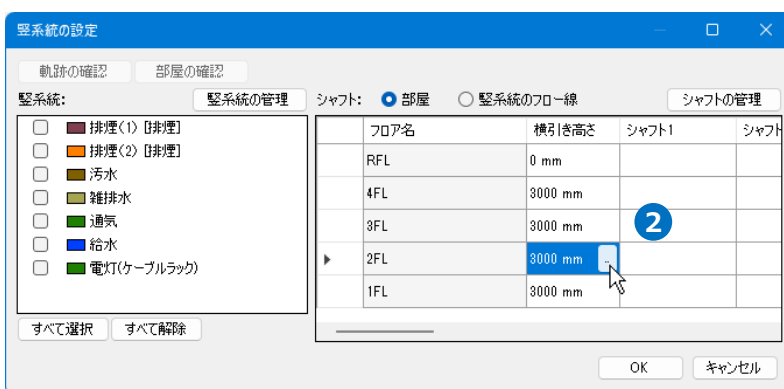 竪系統の設定
軌跡の確認 部屋の確認
竪系統: 竪系統の管理 シャフト: 部屋 竪系統のフロー線 シャフトの管理
排煙(1) [排煙]
排煙(2) [排煙]
汚水
雑排水
通気
給水
電灯(ケーブルラック)
フロア名 横引き高さ シャフト1 シャフト
RFL 0 mm
4FL 3000 mm
3FL 3000 mm
2
2FL 3000 mm ..
1FL 3000 mm
すべて選択 すべて解除
OK キャンセル